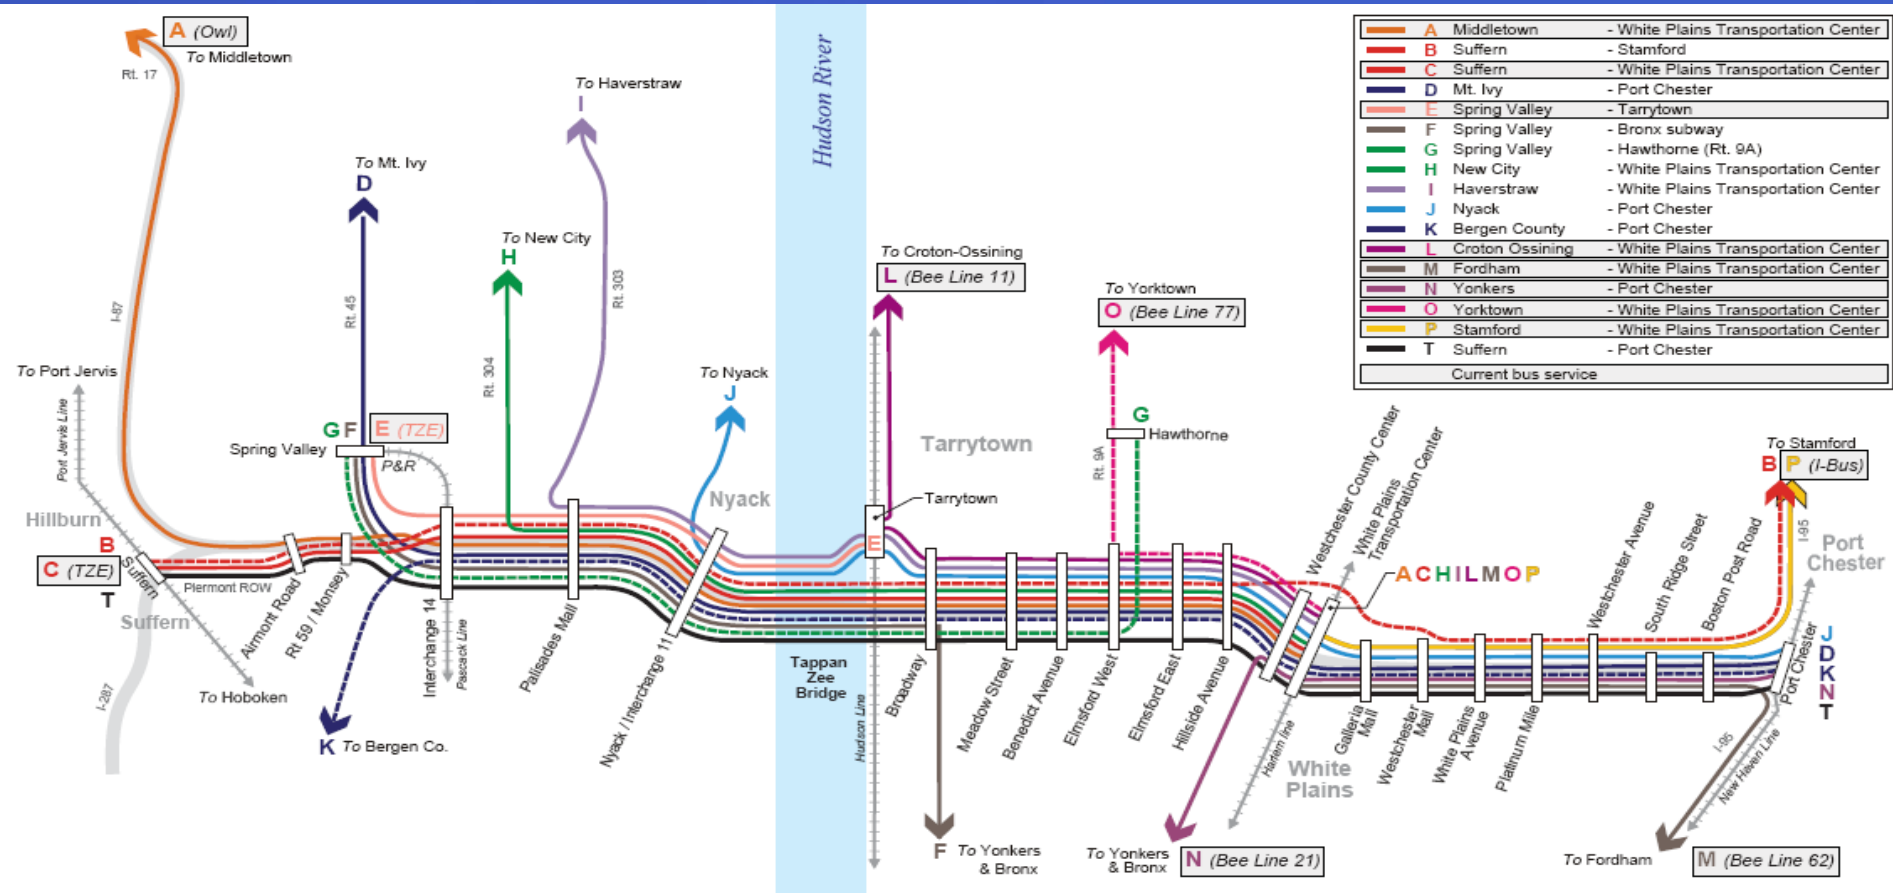 A (Owl)
To Middletown
Rt. 17
I-87
To Port Jervis
Port Jervis Line
Hillburn
B
C (TZE)
T
Suffern
Suffern
I-287
Piermont ROW
To Hoboken
Airmont Road
Rt 59 / Monsey
To Mt. Ivy
D
Rt. 45
G F E (TZE)
Spring Valley
P&R
Interchange 14
Pascack Line
K To Bergen Co.
To New City
H
Rt. 304
To Haverstraw
I
Rt. 303
Palisades Mall
To Nyack
J
Nyack
Nyack / Interchange 11
Hudson River
Tappan
Zee
Bridge
Hudson Line
To Croton-Ossining
L (Bee Line 11)
Tarrytown
Tarrytown
E
Broadway
F To Yonkers
& Bronx
Meadow Street
Benedict Avenue
To Yorktown
O (Bee Line 77)
Rt. 9A
G
Hawthorne
Elmsford West
Elmsford East
Hillside Avenue
To Yonkers
& Bronx
N (Bee Line 21)
Westchester County Center
White Plains
Transportation Center
A C H I L M O P
Harlem line
White
Plains
Galleria
Mall
Westchester
Mall
White Plains
Avenue
Platinum Mile
Westchester Avenue
South Ridge Street
Boston Post Road
To Stamford
B P (I-Bus)
I-95
Port
Chester
Port Chester
J
D
K
N
T
I-95
New Haven Line
To Fordham
M (Bee Line 62)
A Middletown - White Plains Transportation Center
B Suffern - Stamford
C Suffern - White Plains Transportation Center
D Mt. Ivy - Port Chester
E Spring Valley - Tarrytown
F Spring Valley - Bronx subway
G Spring Valley - Hawthorne (Rt. 9A)
H New City - White Plains Transportation Center
I Haverstraw - White Plains Transportation Center
J Nyack - Port Chester
K Bergen County - Port Chester
L Croton Ossining - White Plains Transportation Center
M Fordham - White Plains Transportation Center
N Yonkers - Port Chester
O Yorktown - White Plains Transportation Center
P Stamford - White Plains Transportation Center
T Suffern - Port Chester
Current bus service